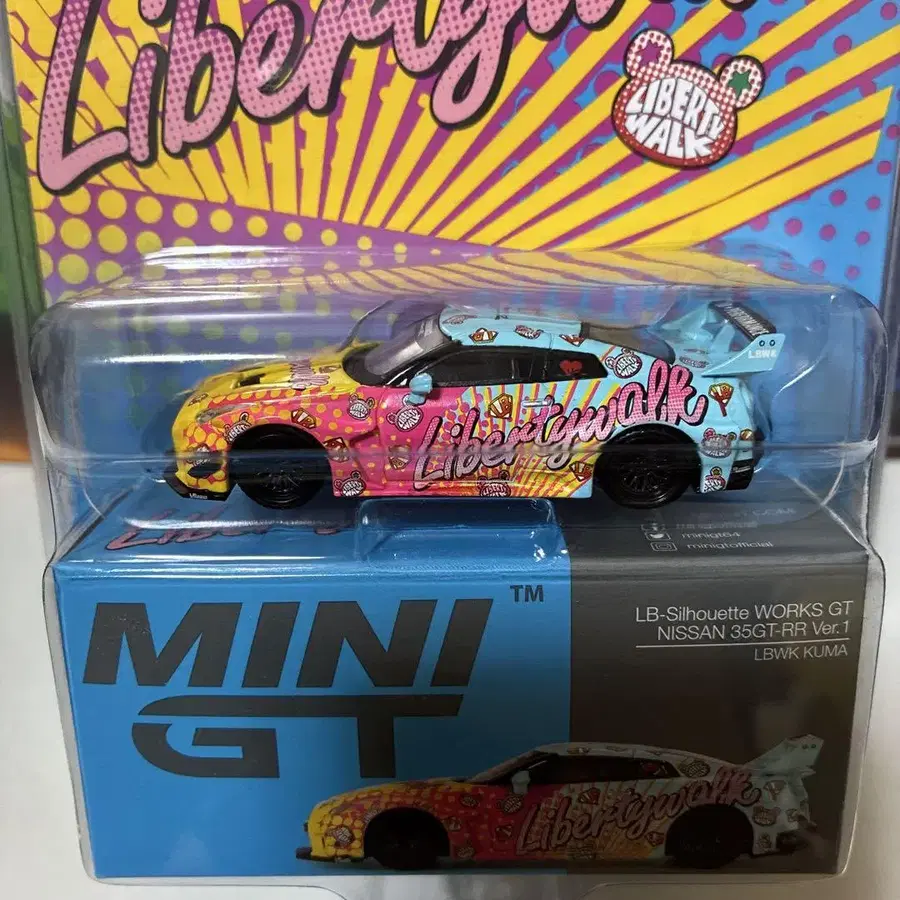 Libertywalk
LIBERTY
WALK
LBWK
Libertywalk
minigt64
minigtofficial
MINI
GT
TM
LB-Silhouette WORKS GT
NISSAN 35GT-RR Ver.1
LBWK KUMA
Libertywalk